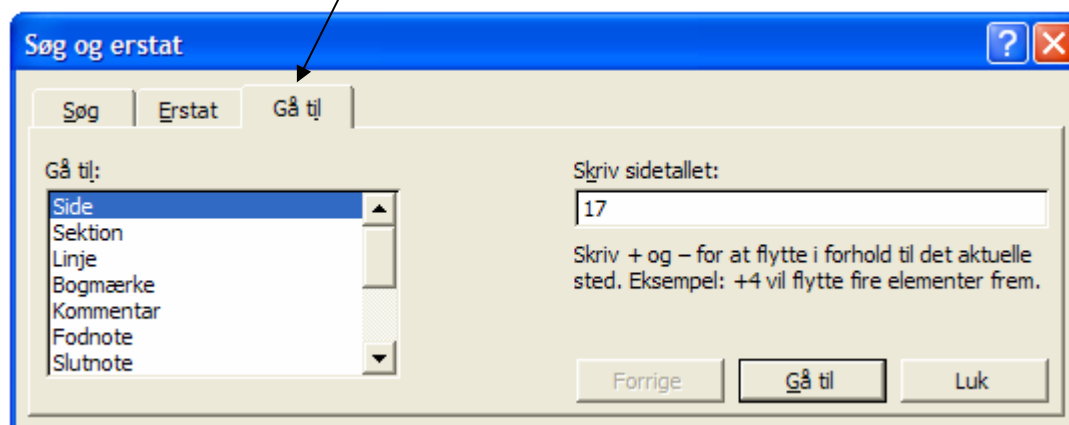 Søg og erstat
Søg
Erstat
Gå til
Gå til:
Side
Sektion
Linje
Bogmærke
Kommentar
Fodnote
Slutnote
Skriv sidetallet:
17
Skriv + og – for at flytte i forhold til det aktuelle
sted. Eksempel: +4 vil flytte fire elementer frem.
Forrige
Gå til
Luk